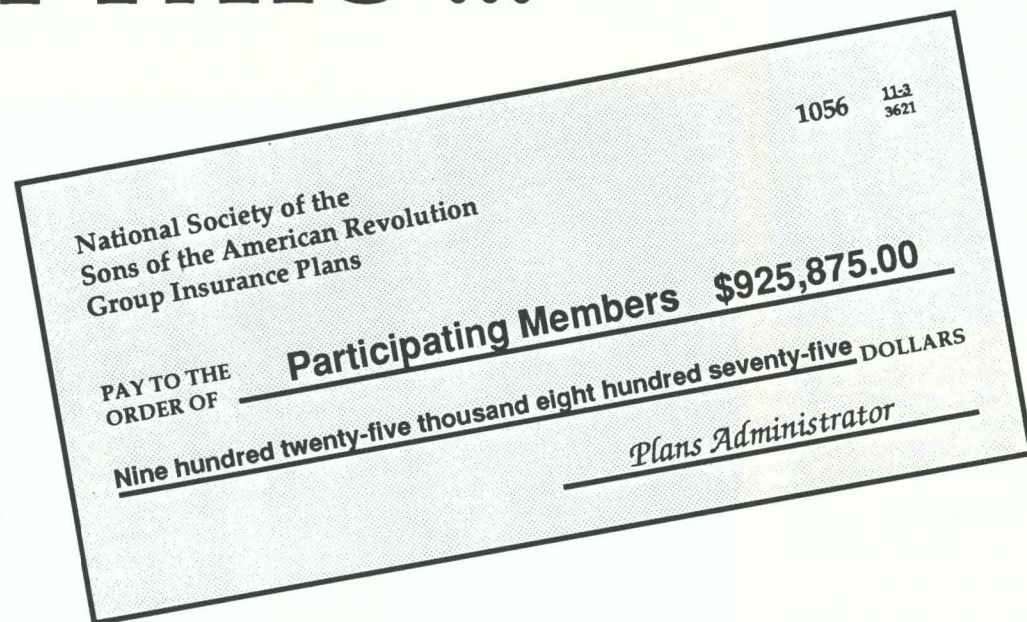 ...
1056 11-3
3621
National Society of the
Sons of the American Revolution
Group Insurance Plans
PAY TO THE
ORDER OF Participating Members $925,875.00
Nine hundred twenty-five thousand eight hundred seventy-five DOLLARS
Plans Administrator